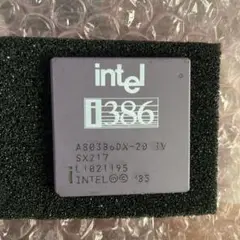 intel
i386
A80386DX-20 IV
SX217
L1021195
i INTEL Ⓜ © '85